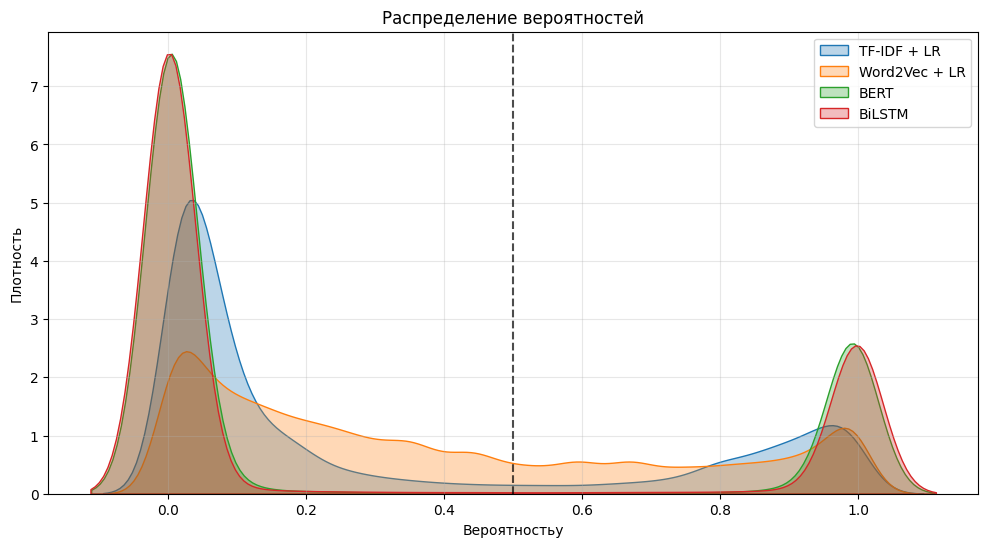 Распределение вероятностей
TF-IDF + LR
Word2Vec + LR
BERT
BiLSTM
Плотность
7
6
5
4
3
2
1
0
0.0 0.2 0.4 0.6 0.8 1.0
Вероятностьу